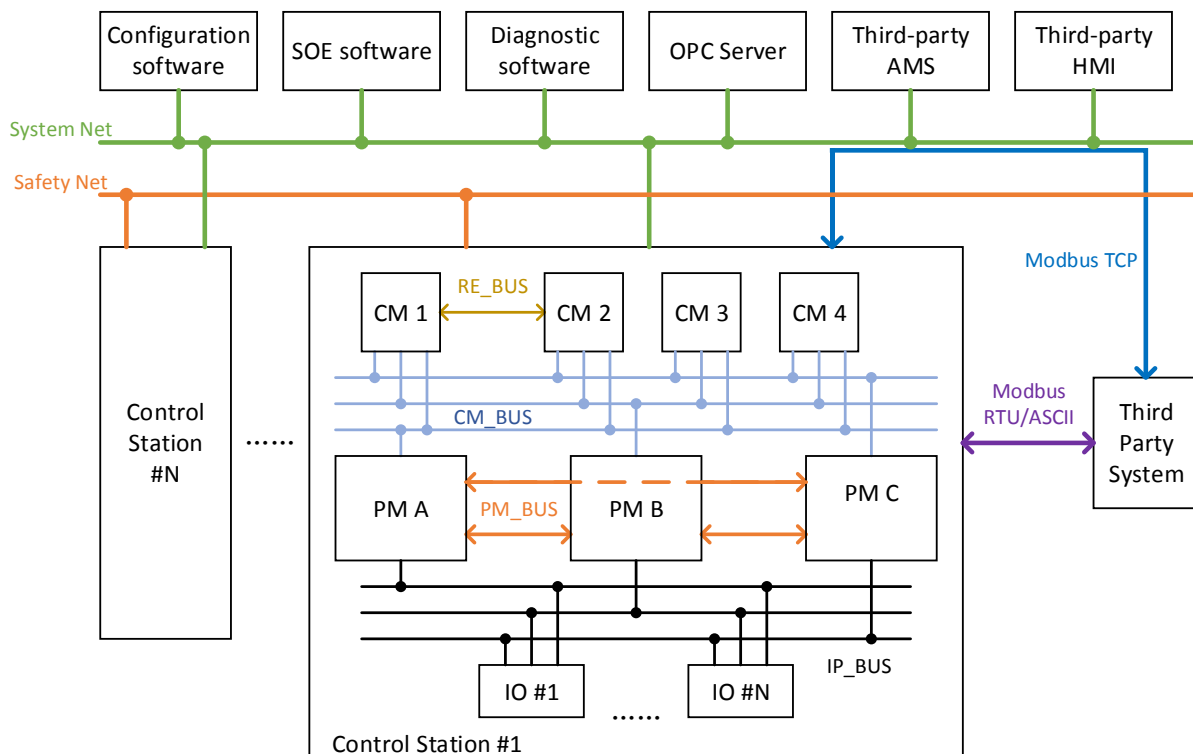 Configuration
software
SOE software
Diagnostic
software
OPC Server
Third-party
AMS
Third-party
HMI
System Net
Safety Net
Modbus TCP
RE_BUS
CM 1
CM 2
CM 3
CM 4
Control
Station
#N
......
CM_BUS
Modbus
RTU/ASCII
Third
Party
System
PM A
PM_BUS
PM B
PM C
IP_BUS
IO #1
......
IO #N
Control Station #1